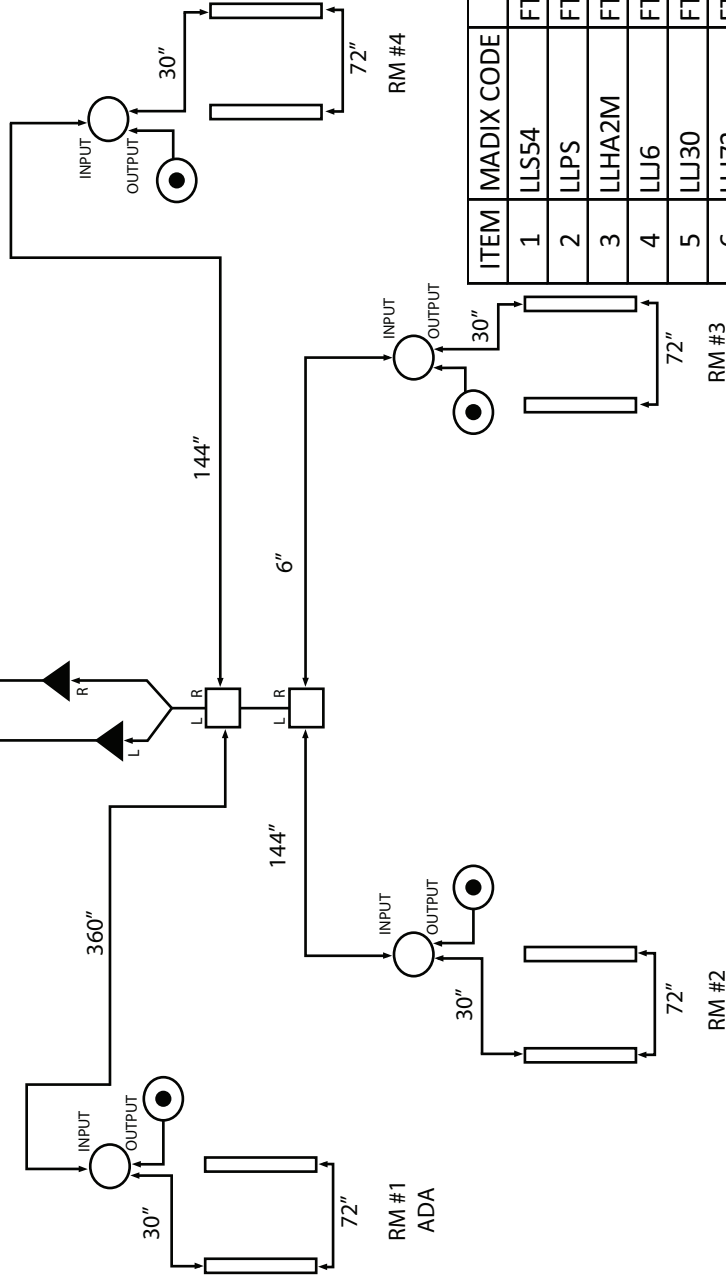 30"
72"
RM #4
INPUT
OUTPUT
144"
R
L
L R
360"
INPUT
OUTPUT
30"
72"
RM #1
ADA
6"
L R
144"
INPUT
OUTPUT
30"
72"
RM #2
INPUT
OUTPUT
30"
72"
RM #3
ITEM MADIX CODE
1 LLS54 FT
2 LLPS FT
3 LLHA2M FT
4 LLJ6 FT
5 LLJ30 FT